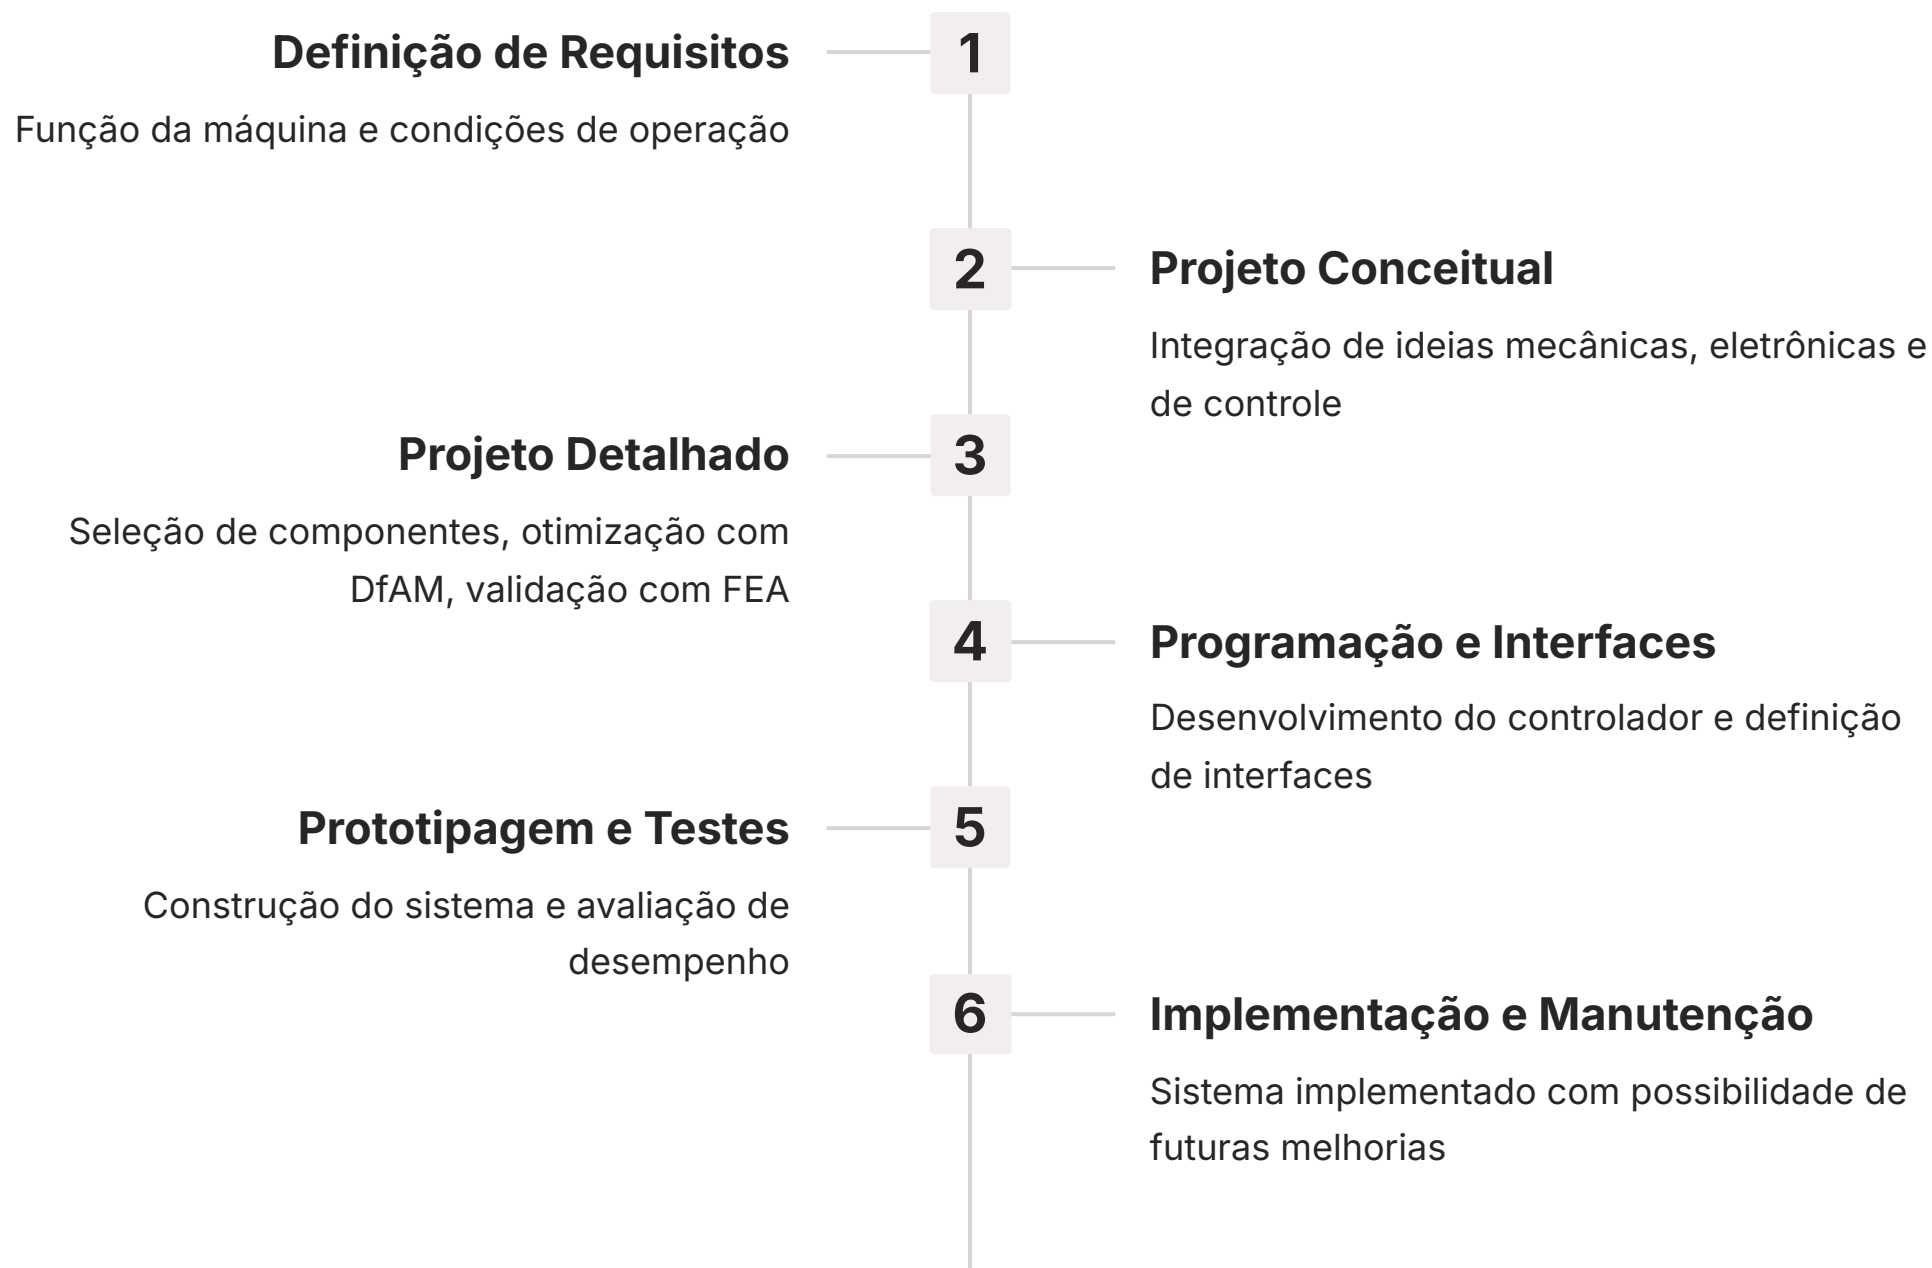 1
Definição de Requisitos
Função da máquina e condições de operação
2
Projeto Conceitual
Integração de ideias mecânicas, eletrônicas e
de controle
3
Projeto Detalhado
Seleção de componentes, otimização com
DfAM, validação com FEA
4
Programação e Interfaces
Desenvolvimento do controlador e definição
de interfaces
5
Prototipagem e Testes
Construção do sistema e avaliação de
desempenho
6
Implementação e Manutenção
Sistema implementado com possibilidade de
futuras melhorias